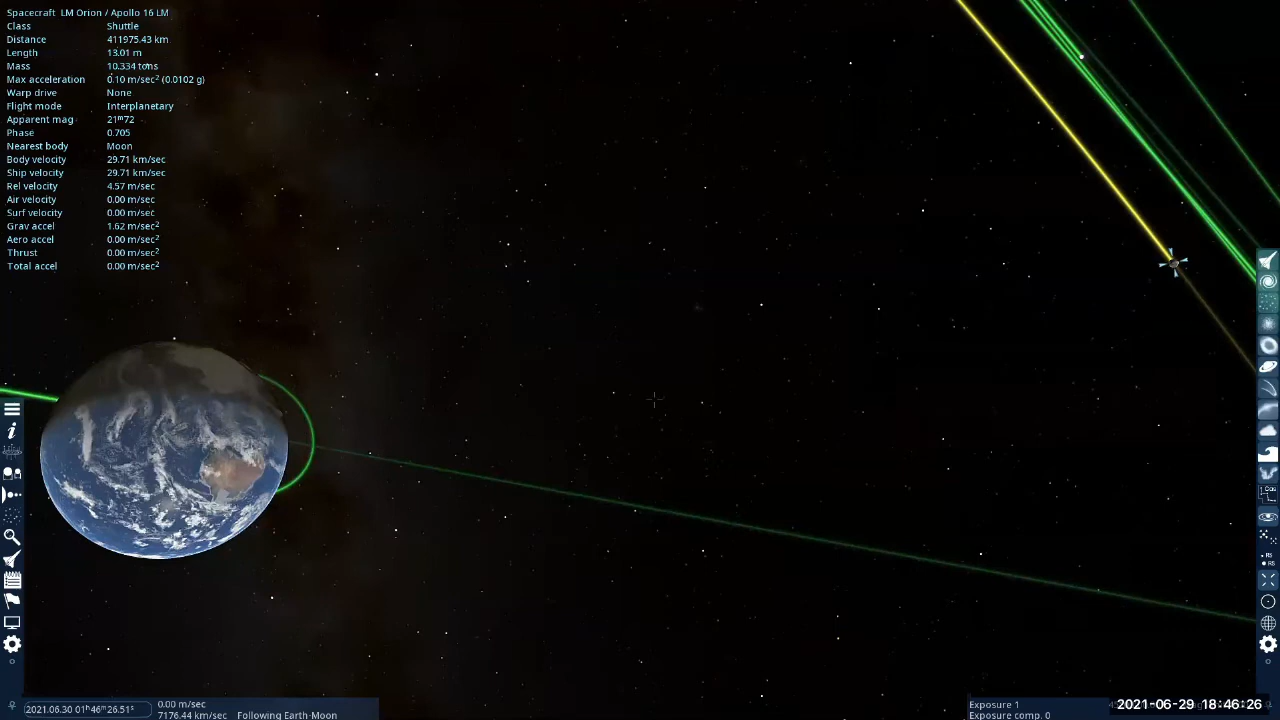 Spacecraft LM Orion / Apollo 16 LM
Class Shuttle
Distance 411975.43 km
Length 13.01 m
Mass 10.334 tons
Max acceleration 0.10 m/sec² (0.0102 g)
Warp drive None
Flight mode Interplanetary
Apparent mag 21ᵐ72
Phase 0.705
Nearest body Moon
Body velocity 29.71 km/sec
Ship velocity 29.71 km/sec
Rel velocity 4.57 m/sec
Air velocity 0.00 m/sec
Surf velocity 0.00 m/sec
Grav accel 1.62 m/sec²
Aero accel 0.00 m/sec²
Thrust 0.00 m/sec²
Total accel 0.00 m/sec²
Gas
RS
RS
2021.06.30 01ʰ46ᵐ26.51ˢ
0.00 m/sec
7176.44 km/sec Following Earth-Moon
Exposure 1
Exposure comp. 0
2021-06-29 18:46:26